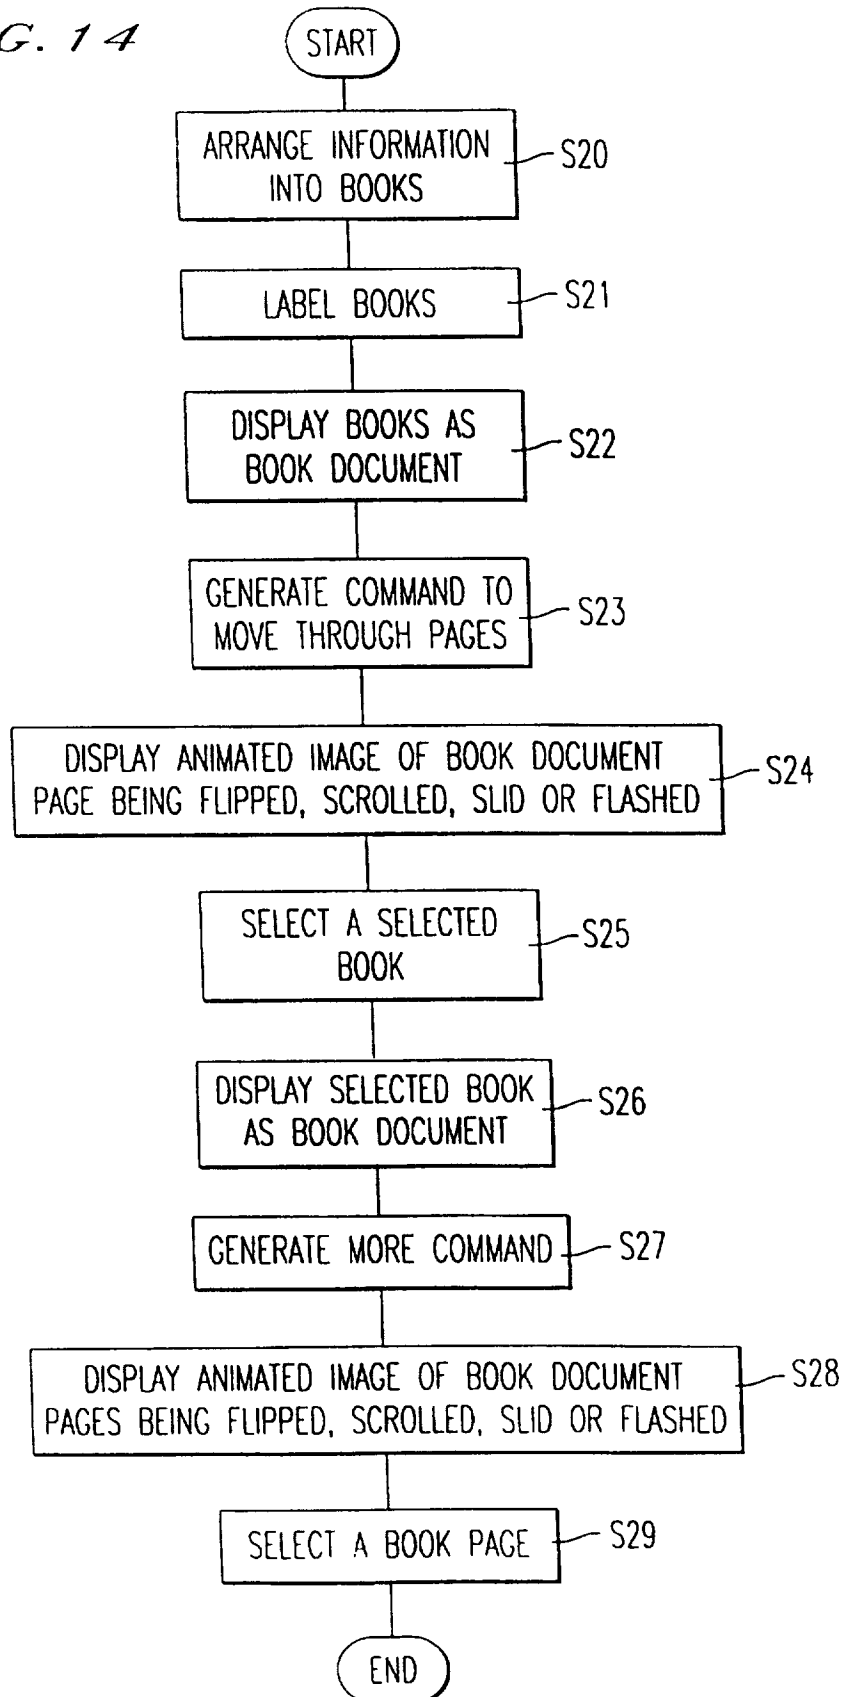 G. 14
START
ARRANGE INFORMATION
INTO BOOKS
S20
LABEL BOOKS
S21
DISPLAY BOOKS AS
BOOK DOCUMENT
S22
GENERATE COMMAND TO
MOVE THROUGH PAGES
S23
DISPLAY ANIMATED IMAGE OF BOOK DOCUMENT
PAGE BEING FLIPPED, SCROLLED, SLID OR FLASHED
S24
SELECT A SELECTED
BOOK
S25
DISPLAY SELECTED BOOK
AS BOOK DOCUMENT
S26
GENERATE MORE COMMAND
S27
DISPLAY ANIMATED IMAGE OF BOOK DOCUMENT
PAGES BEING FLIPPED, SCROLLED, SLID OR FLASHED
S28
SELECT A BOOK PAGE
S29
END